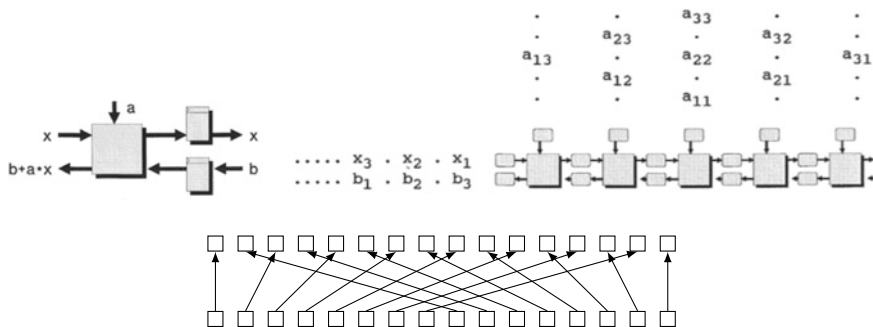 a
x x
b+a*x b
. a₃₃ .
a₂₃ . a₃₂
a₁₃ . a₂₂ . a₃₁
. a₁₂ . a₂₁ .
. . a₁₁ . .
. . . . . x₃ . x₂ . x₁
. . . . . b₁ . b₂ . b₃